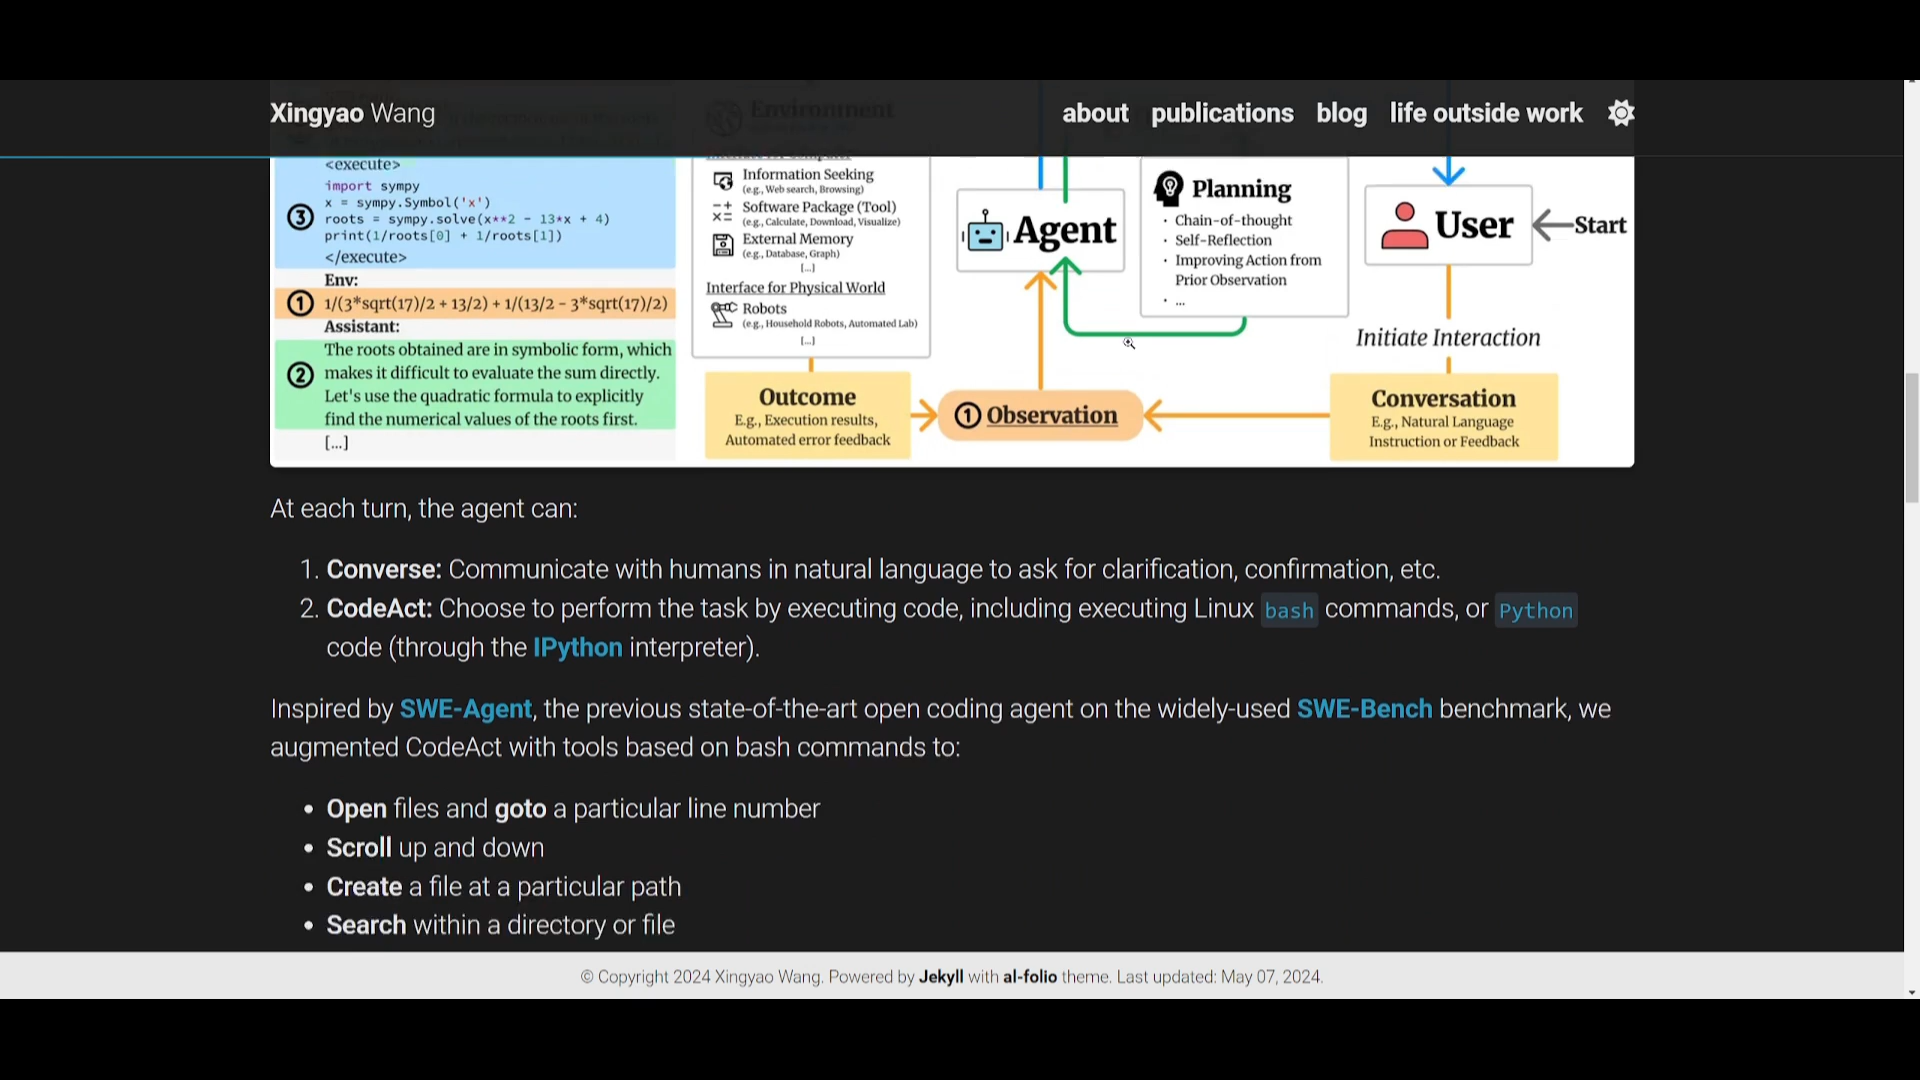 Xingyao Wang
about publications blog life outside work
Environment
<execute>
import sympy
x = sympy.Symbol('x')
③ roots = sympy.solve(x**2 - 13*x + 4)
print(1/roots[0] + 1/roots[1])
</execute>
Env:
① 1/(3*sqrt(17)/2 + 13/2) + 1/(13/2 - 3*sqrt(17)/2)
Assistant:
The roots obtained are in symbolic form, which
② makes it difficult to evaluate the sum directly.
Let's use the quadratic formula to explicitly
find the numerical values of the roots first.
[...]
Interface for Computer
Information Seeking
(e.g., Web search, Browsing)
Software Package (Tool)
(e.g., Calculate, Download, Visualize)
External Memory
(e.g., Database, Graph)
[...]
Interface for Physical World
Robots
(e.g., Household Robots, Automated Lab)
[...]
Outcome
E.g., Execution results,
Automated error feedback
Agent
① Observation
Planning
· Chain-of-thought
· Self-Reflection
· Improving Action from
Prior Observation
· ...
User
Start
Initiate Interaction
Conversation
E.g., Natural Language
Instruction or Feedback
At each turn, the agent can:
1. Converse: Communicate with humans in natural language to ask for clarification, confirmation, etc.
2. CodeAct: Choose to perform the task by executing code, including executing Linux bash commands, or Python
code (through the IPython interpreter).
Inspired by SWE-Agent, the previous state-of-the-art open coding agent on the widely-used SWE-Bench benchmark, we
augmented CodeAct with tools based on bash commands to:
• Open files and goto a particular line number
• Scroll up and down
• Create a file at a particular path
• Search within a directory or file
© Copyright 2024 Xingyao Wang. Powered by Jekyll with al-folio theme. Last updated: May 07, 2024.